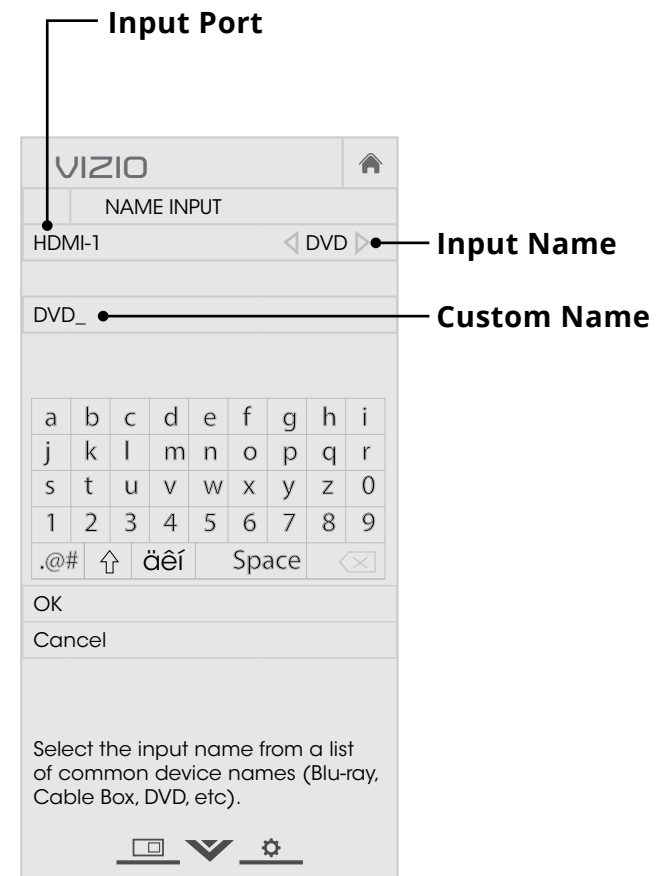 Input Port
VIZIO
NAME INPUT
HDMI-1 DVD
Input Name
DVD_
Custom Name
a b c d e f g h i
j k l m n o p q r
s t u v w x y z 0
1 2 3 4 5 6 7 8 9
.@# äêí Space
OK
Cancel
Select the input name from a list
of common device names (Blu-ray,
Cable Box, DVD, etc).